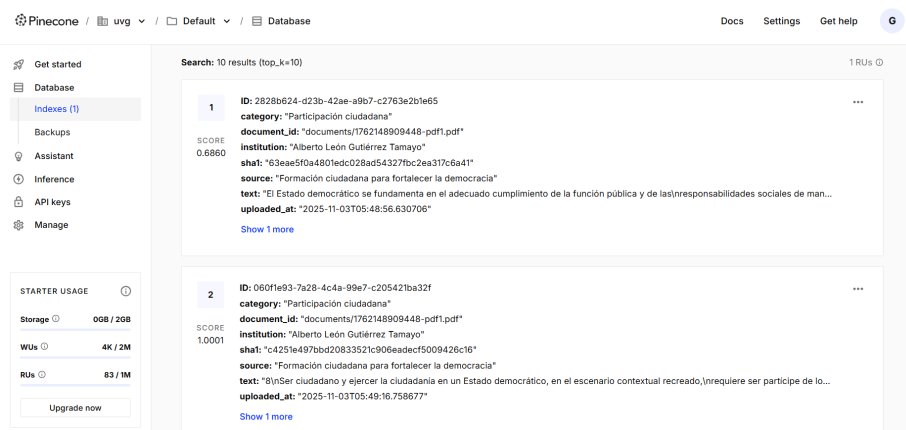 Pinecone / uvg / Default / Database Docs Settings Get help G
Get started
Database
Indexes (1)
Backups
Assistant
Inference
API keys
Manage
STARTER USAGE
Storage 0GB / 2GB
WUs 4K / 2M
RUs 83 / 1M
Upgrade now
Search: 10 results (top_k=10) 1 RUs
1
SCORE
0.6860
ID: 2828b624-d23b-42ae-a9b7-c2763e2b1e65
category: "Participación ciudadana"
document_id: "documents/1762148909448-pdf1.pdf"
institution: "Alberto León Gutiérrez Tamayo"
sha1: "63eae5f0a4801edc028ad54327fbc2ea317c6a41"
source: "Formación ciudadana para fortalecer la democracia"
text: "El Estado democrático se fundamenta en el adecuado cumplimiento de la función pública y de las\nresponsabilidades sociales de man...
uploaded_at: "2025-11-03T05:48:56.630706"
Show 1 more
2
SCORE
1.0001
ID: 060f1e93-7a28-4c4a-99e7-c205421ba32f
category: "Participación ciudadana"
document_id: "documents/1762148909448-pdf1.pdf"
institution: "Alberto León Gutiérrez Tamayo"
sha1: "c4251e497bbd20833521c906eadecf5009426c16"
source: "Formación ciudadana para fortalecer la democracia"
text: "8\nSer ciudadano y ejercer la ciudadanía en un Estado democrático, en el escenario contextual recreado,\nrequiere ser partícipe de lo...
uploaded_at: "2025-11-03T05:49:16.758677"
Show 1 more